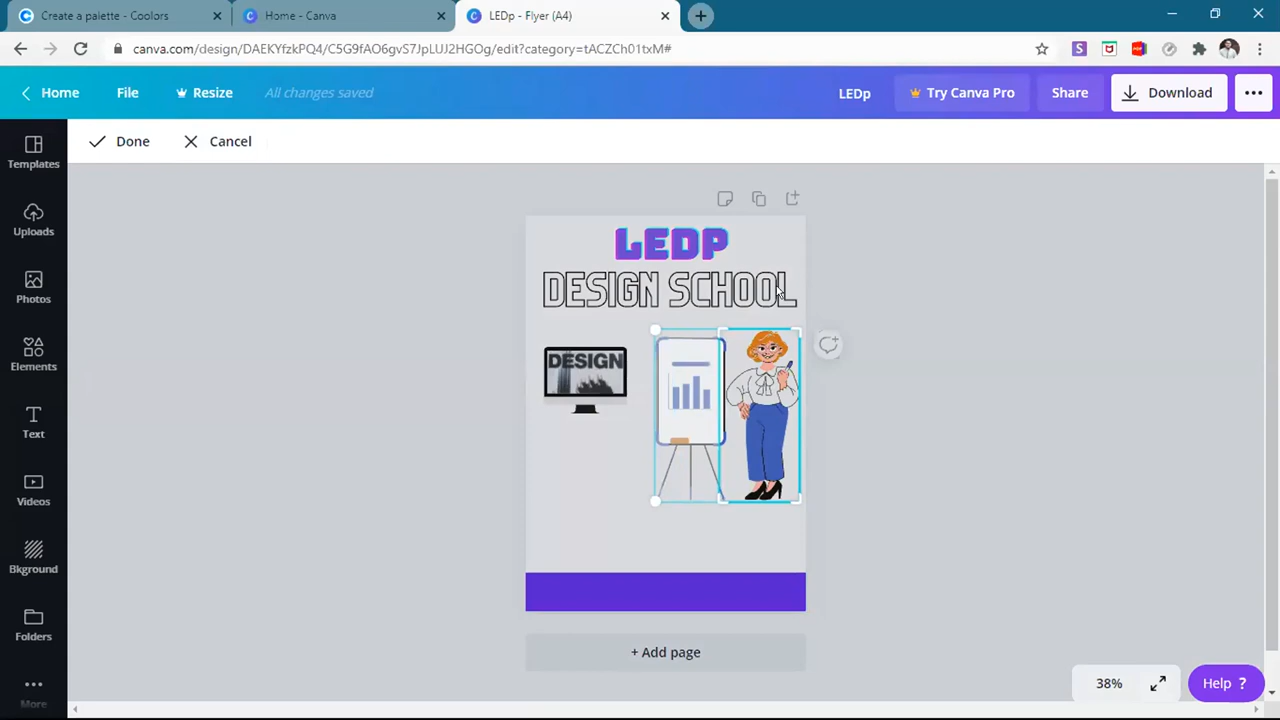 Create a palette - Coolors
Home - Canva
LEDp - Flyer (A4)
canva.com/design/DAEKYfzkPQ4/C5G9fAO6gvS7JpLUJ2HGOg/edit?category=tACZCh01txM#
Home
File
Resize
All changes saved
LEDp
Try Canva Pro
Share
Download
Done
Cancel
Templates
Uploads
Photos
Elements
Text
Videos
Bkground
Folders
More
LEDP
DESIGN SCHOOL
DESIGN
+ Add page
38%
Help ?